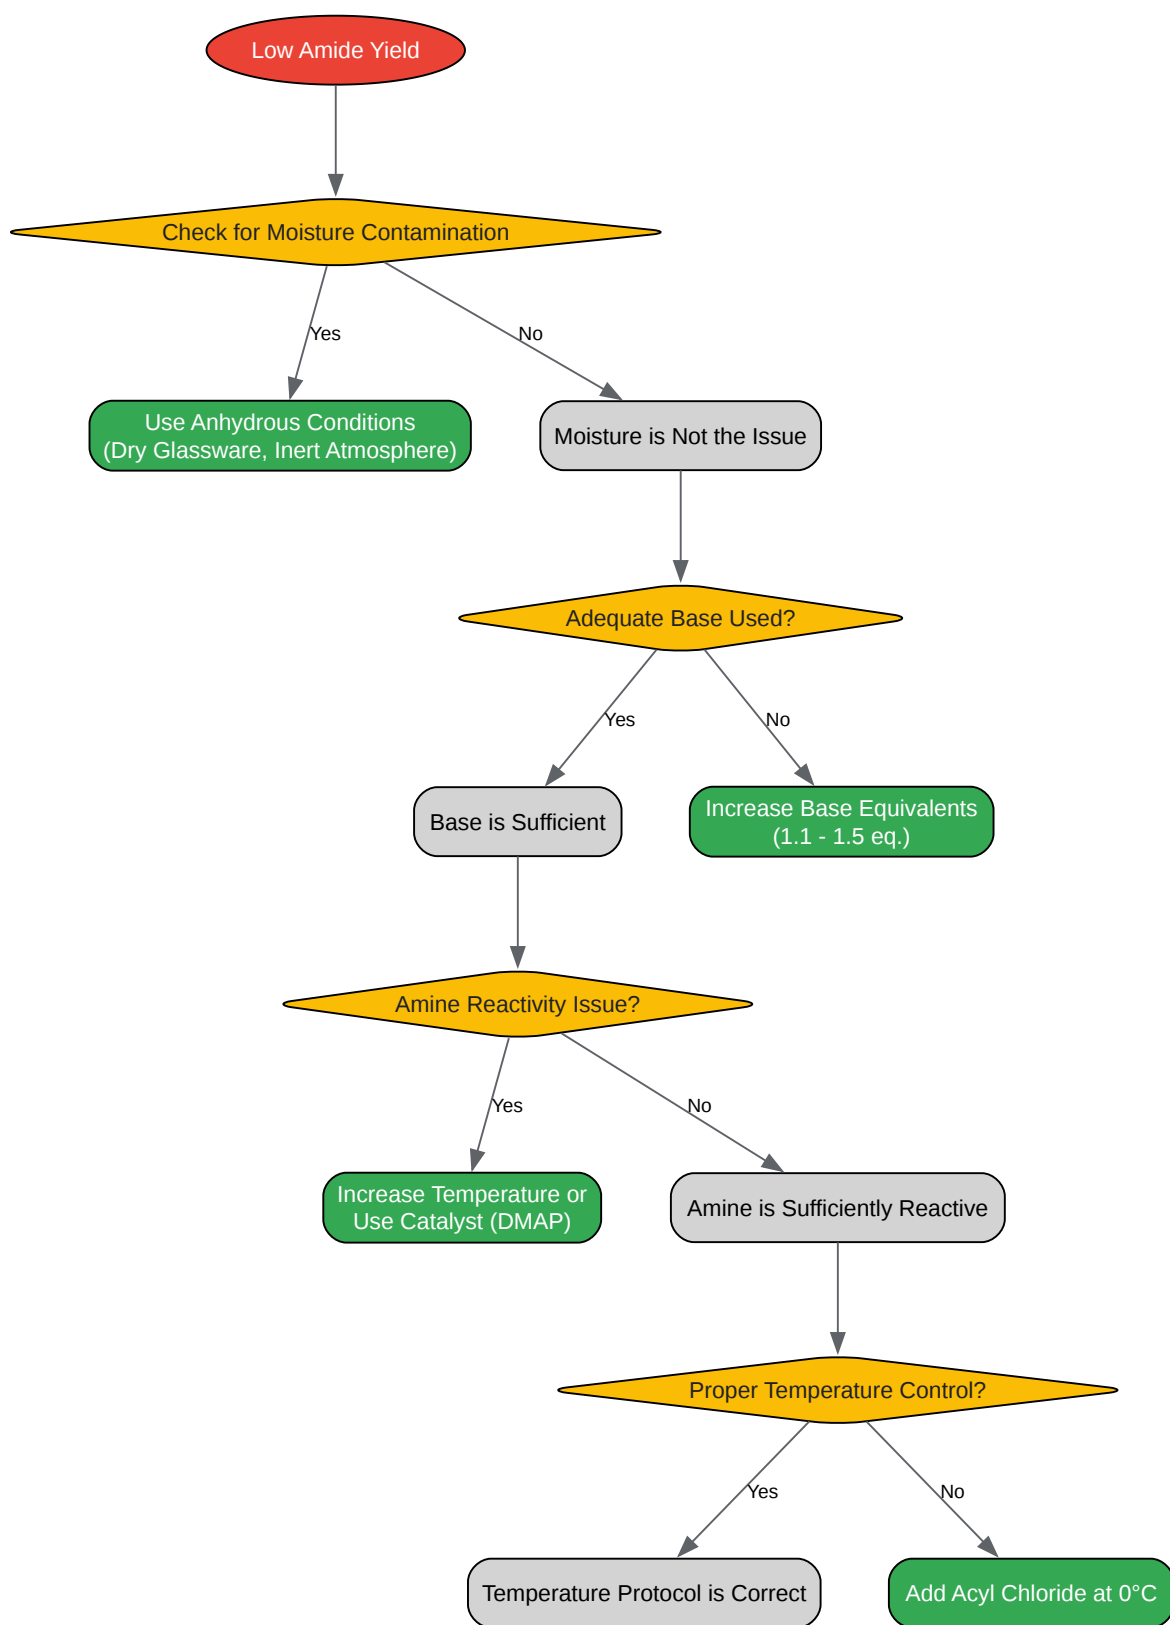 Low Amide Yield
Check for Moisture Contamination
Yes
No
Use Anhydrous Conditions
(Dry Glassware, Inert Atmosphere)
Moisture is Not the Issue
Adequate Base Used?
Yes
No
Base is Sufficient
Increase Base Equivalents
(1.1 - 1.5 eq.)
Amine Reactivity Issue?
Yes
No
Increase Temperature or
Use Catalyst (DMAP)
Amine is Sufficiently Reactive
Proper Temperature Control?
Yes
No
Temperature Protocol is Correct
Add Acyl Chloride at 0°C